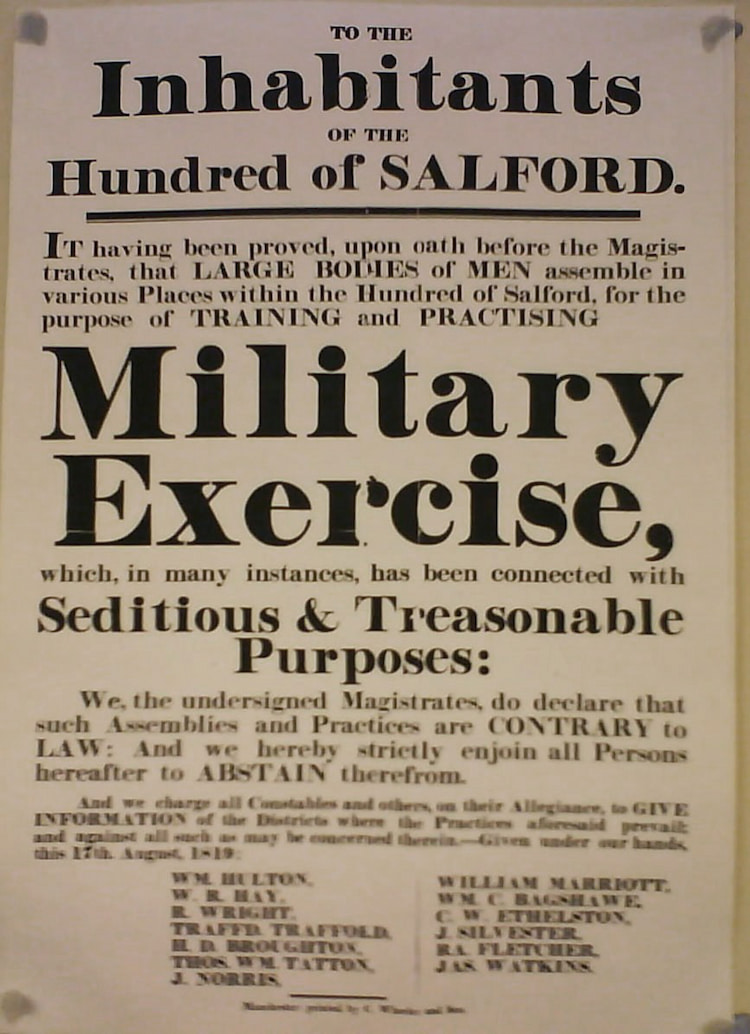 TO THE
Inhabitants
OF THE
Hundred of SALFORD.
IT having been proved, upon oath before the Magis-
trates, that LARGE BODIES of MEN assemble in
various Places within the Hundred of Salford, for the
purpose of TRAINING and PRACTISING
Military
Exercise,
which, in many instances, has been connected with
Seditious & Treasonable
Purposes:
We, the undersigned Magistrates, do declare that
such Assemblies and Practices are CONTRARY to
LAW: And we hereby strictly enjoin all Persons
hereafter to ABSTAIN therefrom.
And we charge all Constables and others, on their Allegiance, to GIVE
INFORMATION of the Districts where the Practices aforesaid prevail;
and against all such as may be concerned therein.—Given under our hands,
this 17th. August, 1819:
WM. HULTON,
W. R. HAY,
R. WRIGHT,
TRAFFD. TRAFFOLD,
H. D. BROUGHTON,
THOS. WM. TATTON,
J. NORRIS,
WILLIAM MARRIOTT,
WM. C. BAGSHAWE,
C. W. ETHELSTON,
J. SILVESTER,
RA. FLETCHER,
JAS. WATKINS.
Manchester: printed by C. Wheeler and Son.